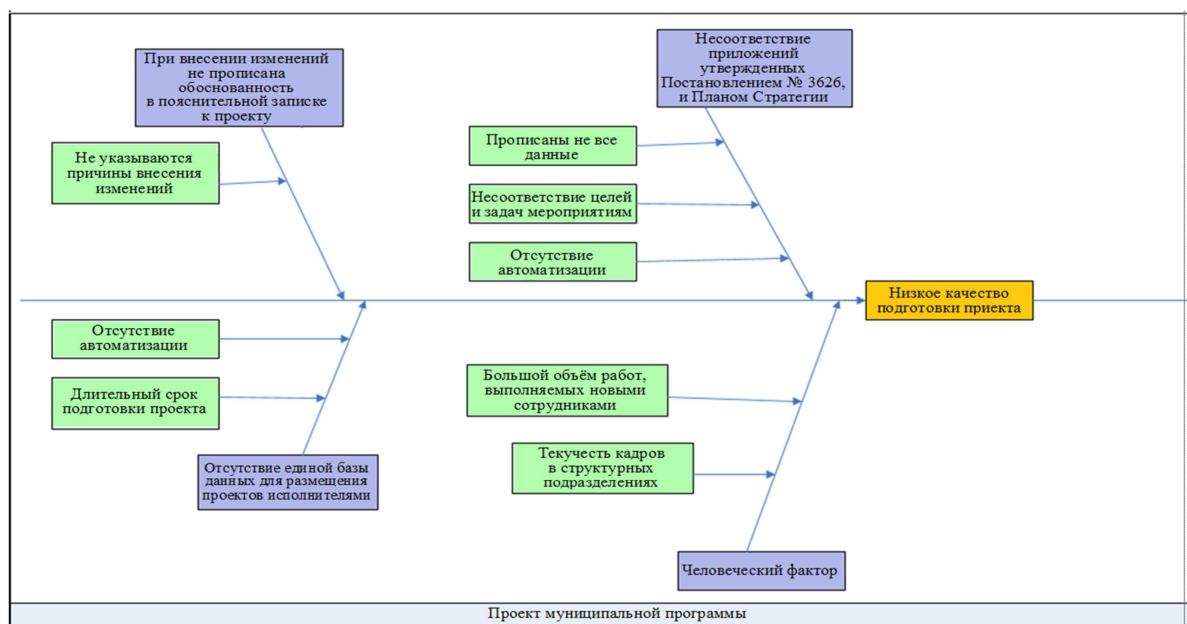 При внесении изменений
не прописана
обоснованность
в пояснительной записке
к проекту
Не указываются
причины внесения
изменений
Несоответствие
приложений
утвержденных
Постановлением № 3626,
и Планом Стратегии
Прописаны не все
данные
Несоответствие целей
и задач мероприятиям
Отсутствие
автоматизации
Низкое качество
подготовки приекта
Отсутствие
автоматизации
Длительный срок
подготовки проекта
Отсутствие единой базы
данных для размещения
проектов исполнителями
Большой объём работ,
выполняемых новыми
сотрудниками
Текучесть кадров
в структурных
подразделениях
Человеческий фактор
Проект муниципальной программы